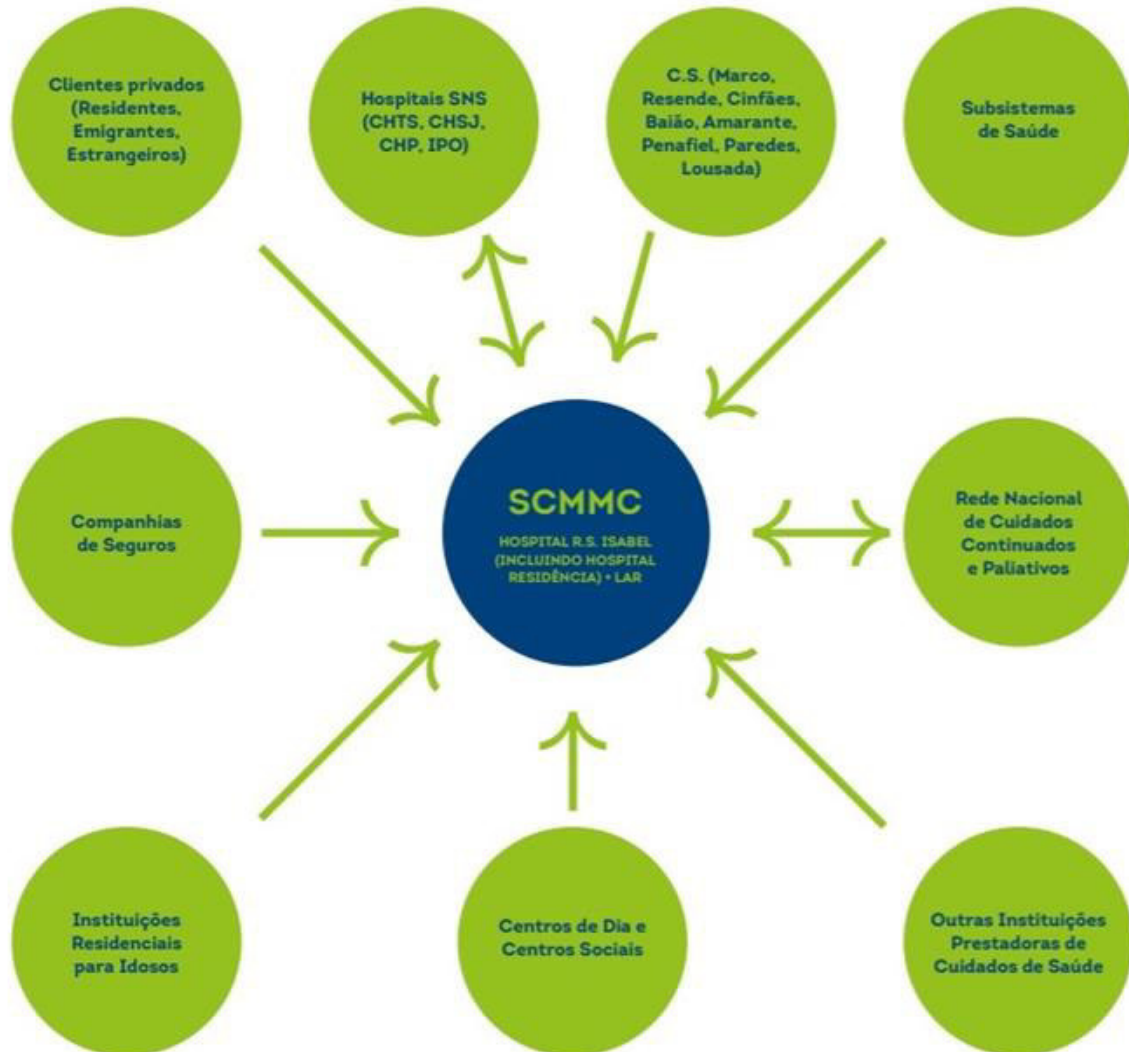 Clientes privados
(Residentes,
Emigrantes,
Estrangeiros)
Hospitais SNS
(CHTS, CHSJ,
CHP, IPO)
C.S. (Marco,
Resende, Cinfães,
Baião, Amarante,
Penafiel, Paredes,
Lousada)
Subsistemas
de Saúde
Companhias
de Seguros
SCMMC
HOSPITAL R.S. ISABEL
(INCLUINDO HOSPITAL
RESIDÊNCIA) • LAR
Rede Nacional
de Cuidados
Continuados
e Paliativos
Instituições
Residenciais
para Idosos
Centros de Dia e
Centros Sociais
Outras Instituições
Prestadoras de
Cuidados de Saúde